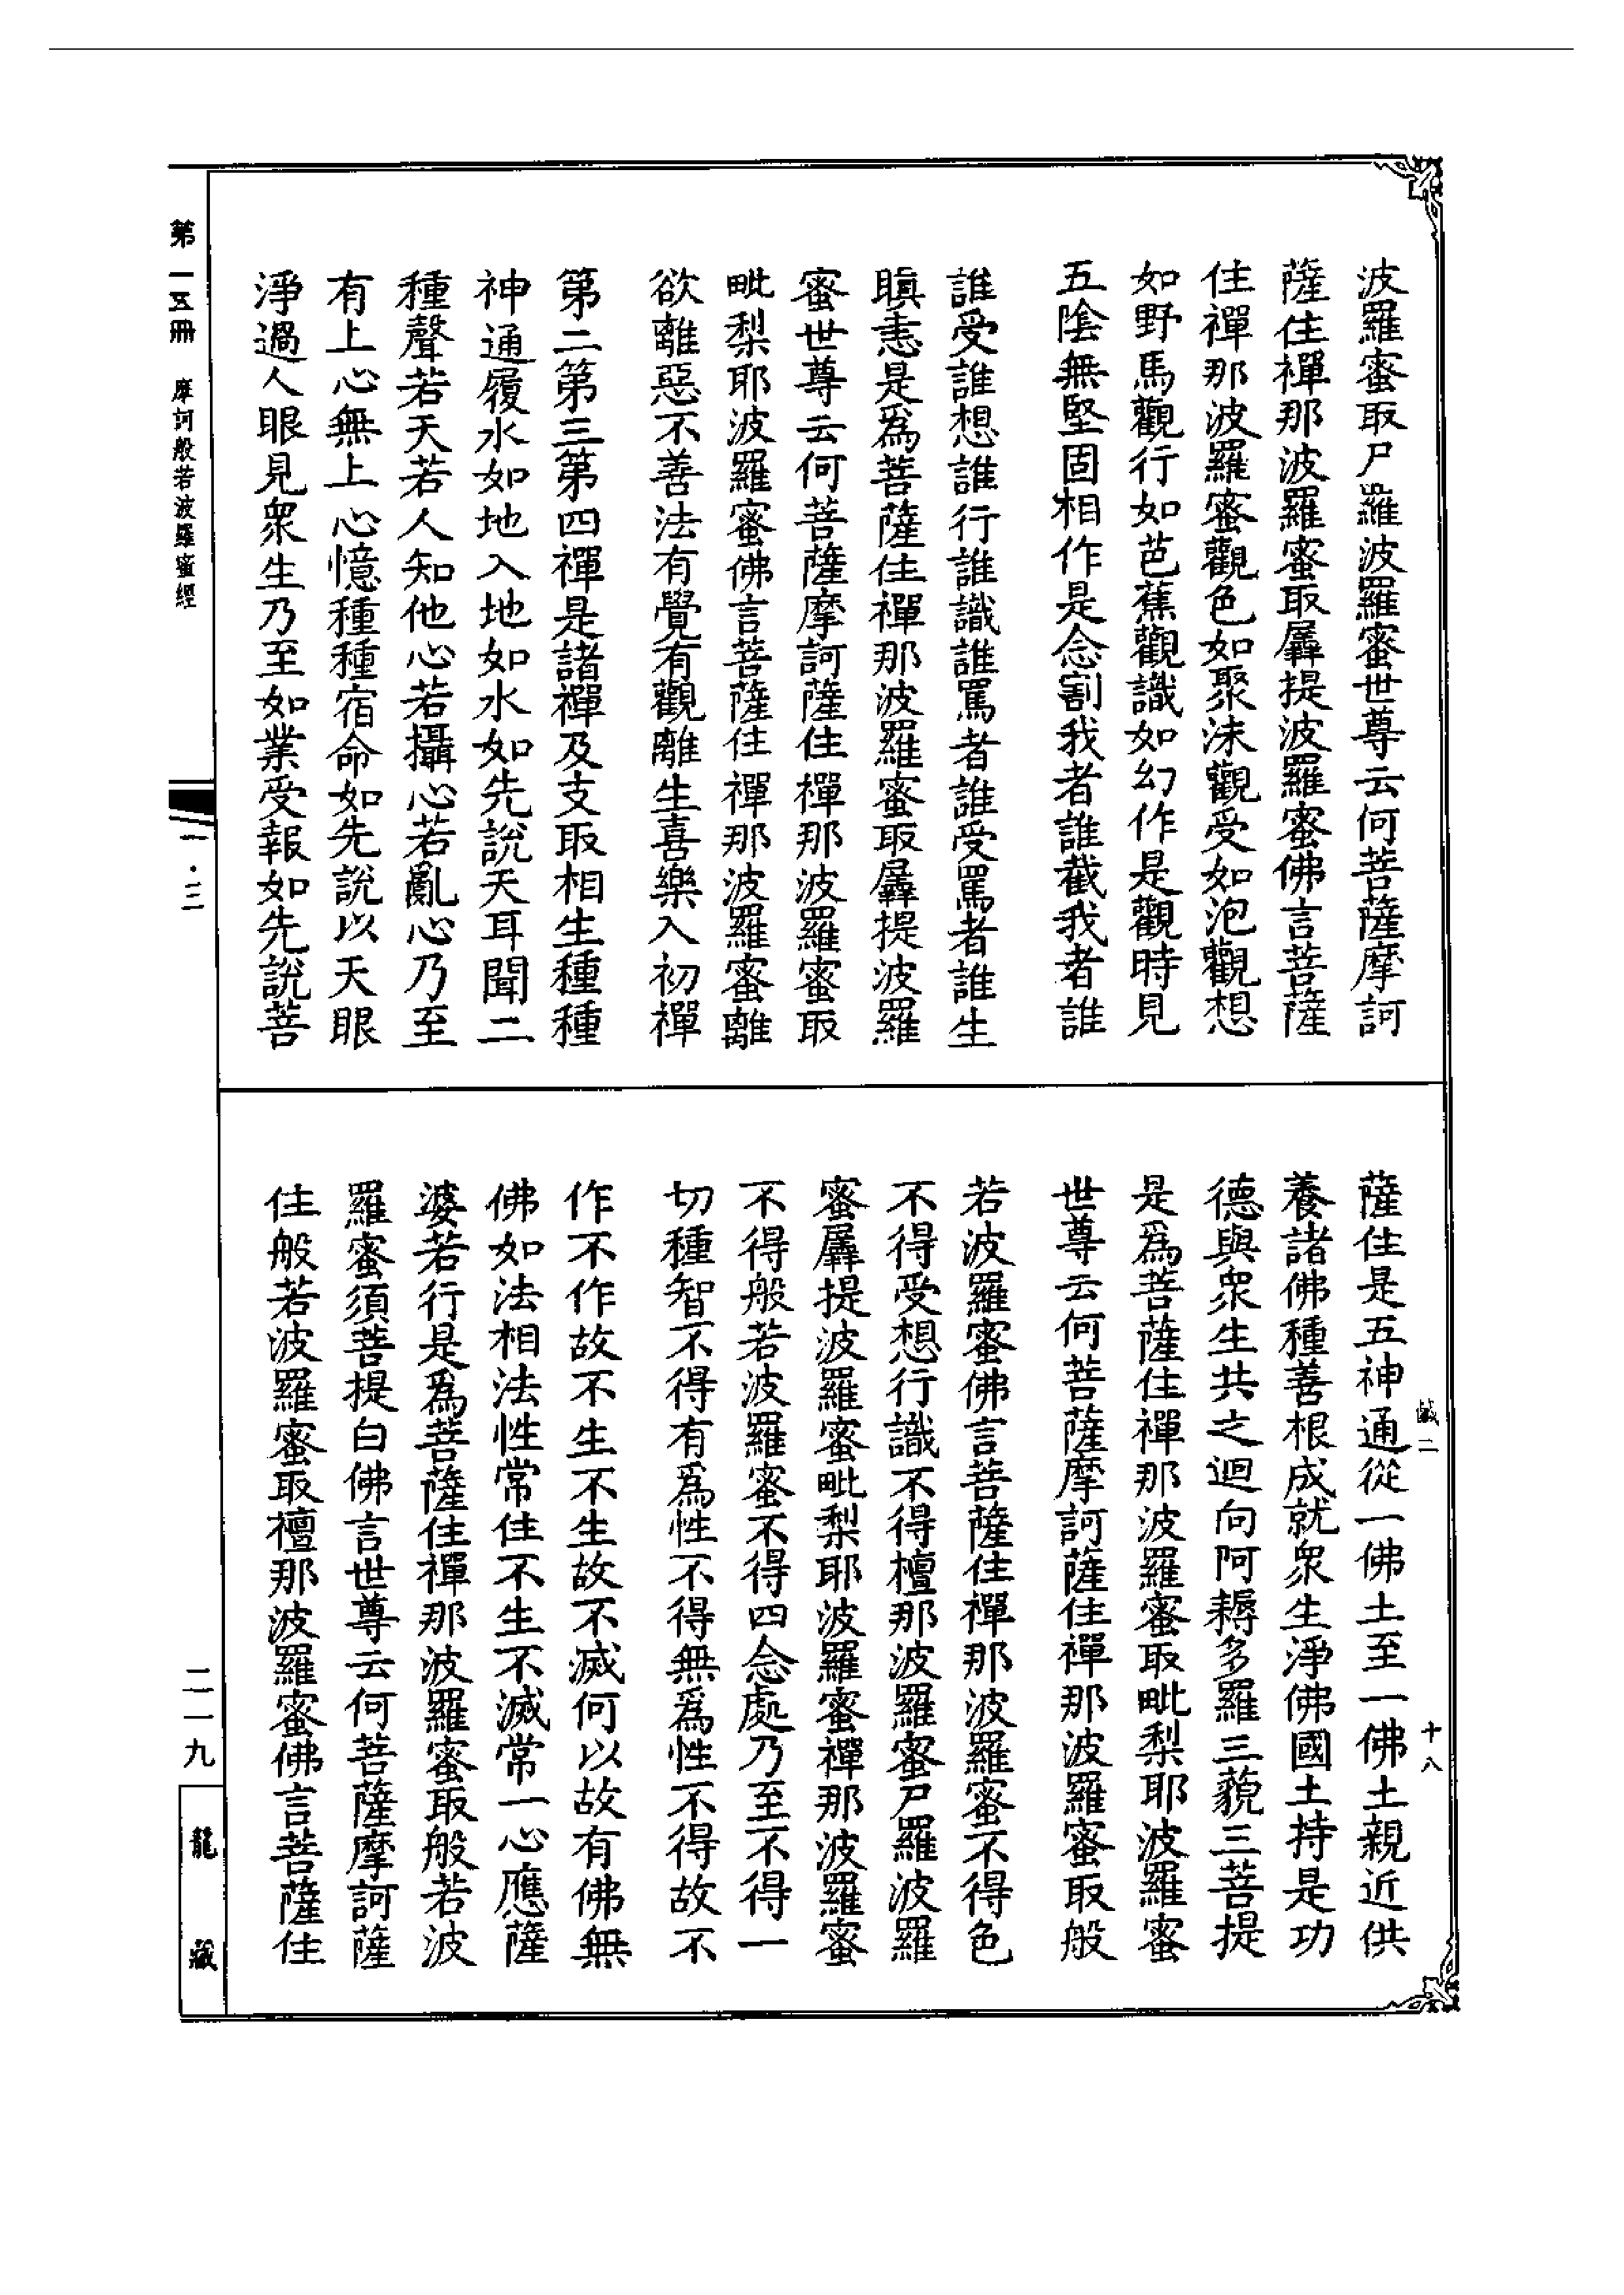 波羅蜜取尸羅波羅蜜世尊云何菩薩摩訶
薩住禪那波羅蜜取羼提波羅蜜佛言菩薩
住禪那波羅蜜觀色如聚沫觀受如泡觀想
如野馬觀行如芭蕉觀識如幻作是觀時見
五陰無堅固相作是念割我者誰截我者誰
誰受誰想誰行誰識誰罵者誰受罵者誰生
瞋恚是爲菩薩住禪那波羅蜜取羼提波羅
蜜世尊云何菩薩摩訶薩住禪那波羅蜜取
毗梨耶波羅蜜佛言菩薩住禪那波羅蜜離
欲離惡不善法有覺有觀離生喜樂入初禪
第二第三第四禪是諸禪及支取相生種種
神通履水如地入地如水如先說天耳聞二
種聲若天若人知他心若攝心若亂心乃至
有上心無上心憶種種宿命如先說以天眼
淨過人眼見衆生乃至如業受報如先說菩
薩住是五神通從一佛土至一佛土親近供
養諸佛種善根成就衆生淨佛國土持是功
德與衆生共之迴向阿耨多羅三藐三菩提
是爲菩薩住禪那波羅蜜取毗梨耶波羅蜜
世尊云何菩薩摩訶薩住禪那波羅蜜取般
若波羅蜜佛言菩薩住禪那波羅蜜不得色
不得受想行識不得檀那波羅蜜尸羅波羅
蜜羼提波羅蜜毗梨耶波羅蜜禪那波羅蜜
不得般若波羅蜜不得四念處乃至不得一
切種智不得有爲性不得無爲性不得故不
作不作故不生不生故不滅何以故有佛無
佛如法相法性常住不生不滅常一心應薩
婆若行是爲菩薩住禪那波羅蜜取般若波
羅蜜須菩提白佛言世尊云何菩薩摩訶薩
住般若波羅蜜取檀那波羅蜜佛言菩薩住
鹹二
十八
第一五冊 摩訶般若波羅蜜經
一·三
二一九
龍藏